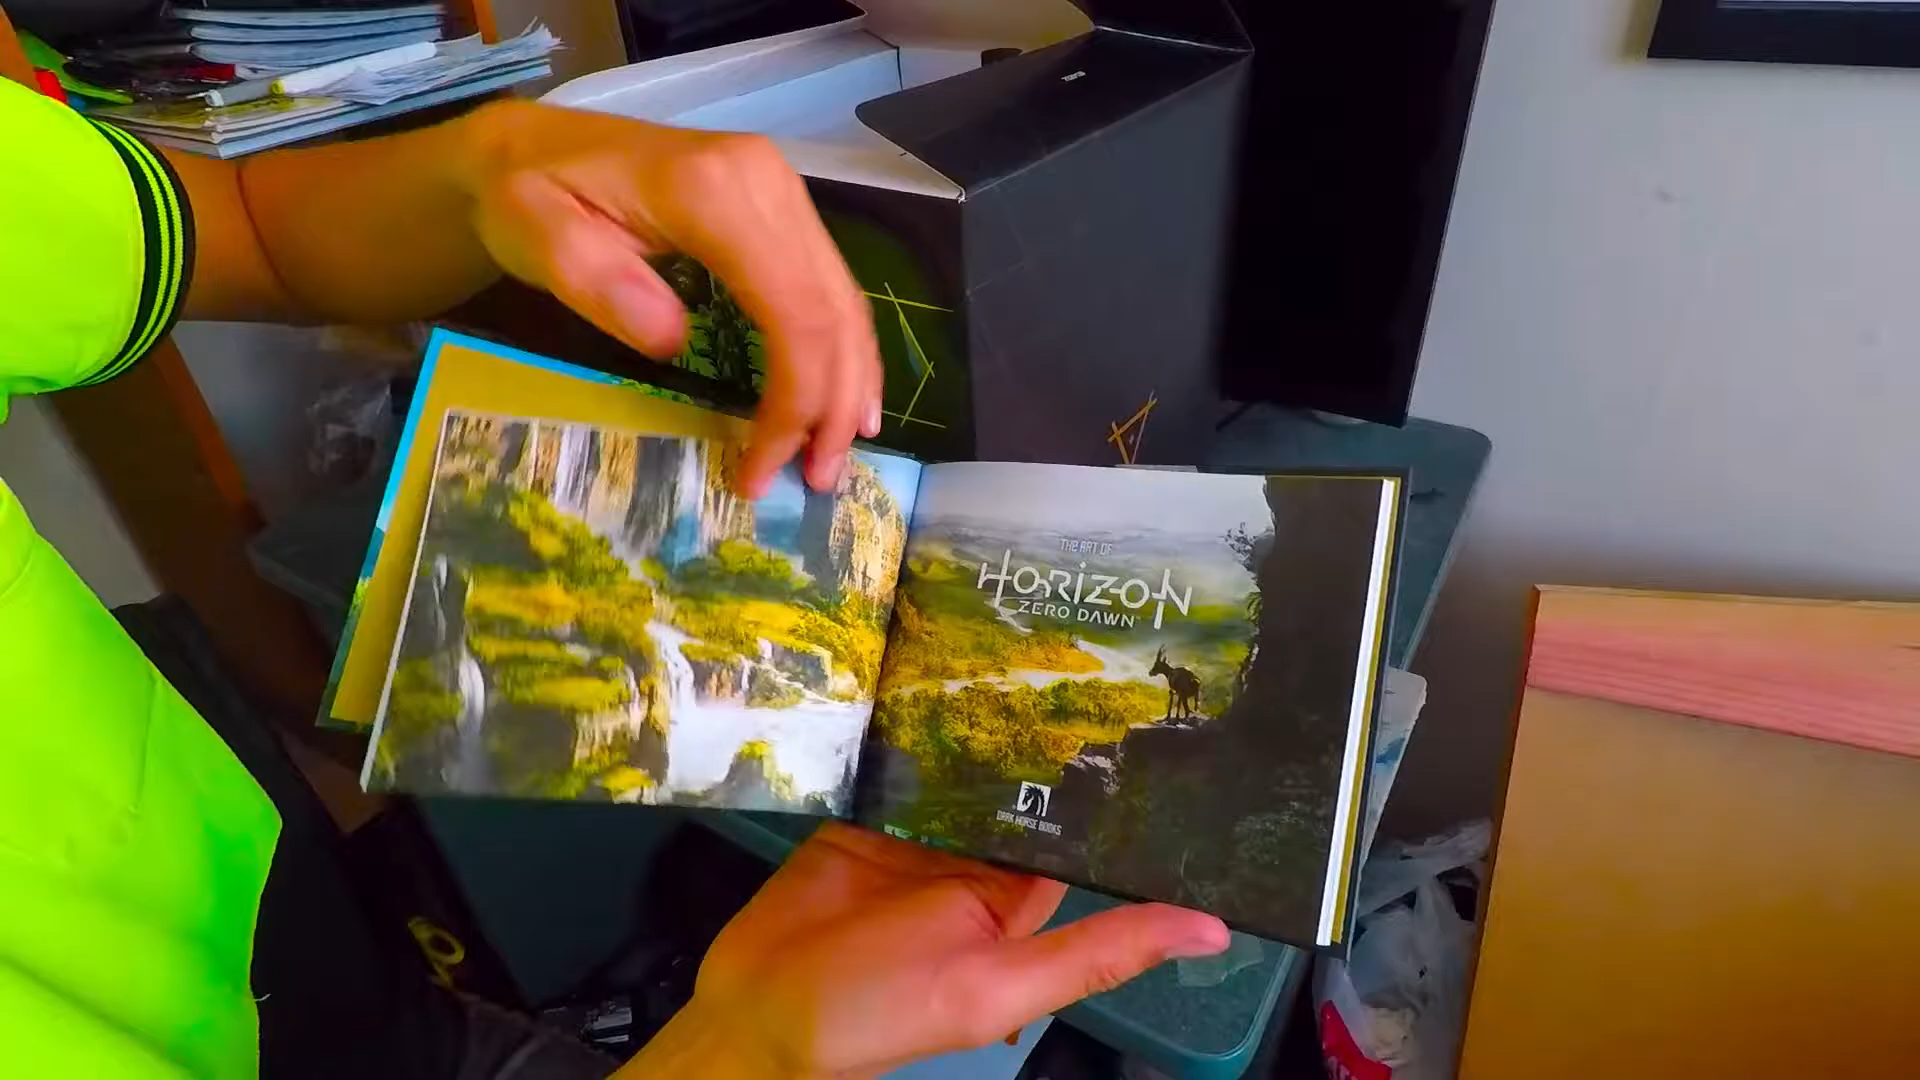 THE ART OF
HORIZON
ZERO DAWN
DARK HORSE BOOKS